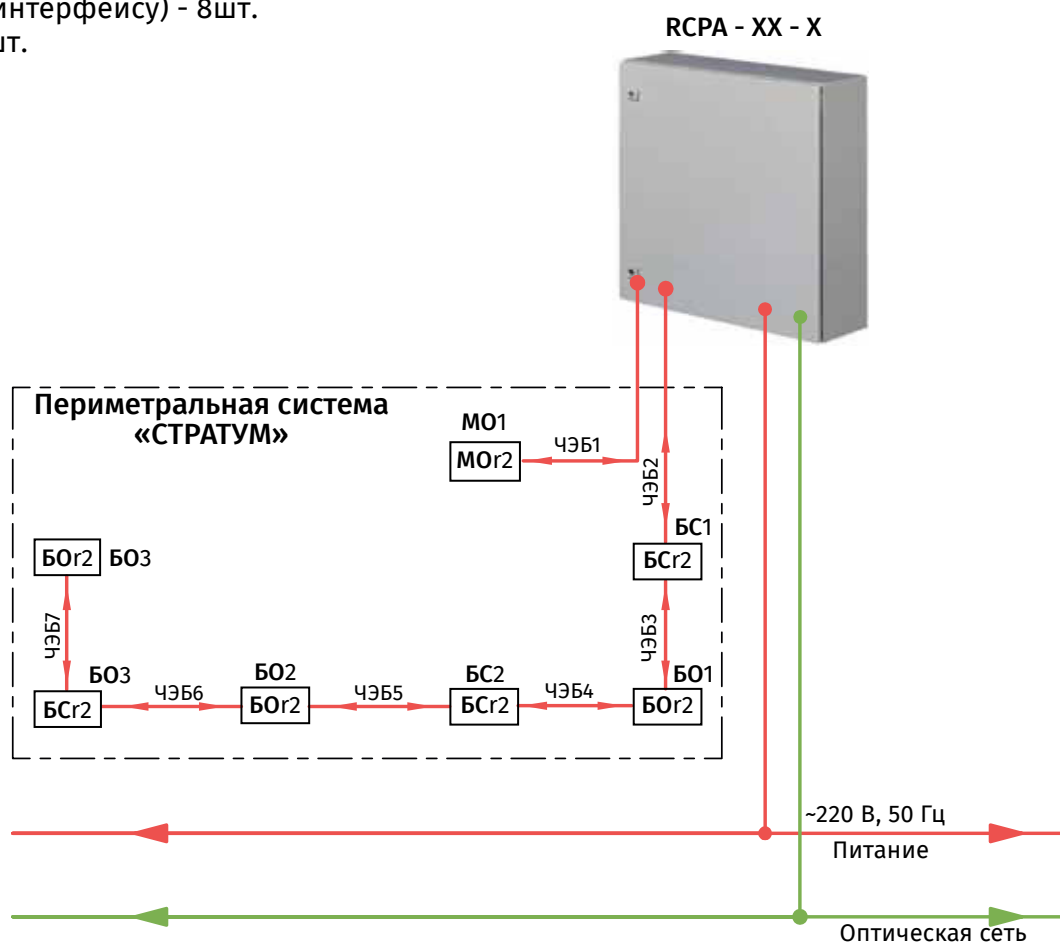 интерфейсу) - 8шт.
шт.
RCPA - XX - X
Периметральная система
«СТРАТУМ»
МО1
МОr2
ЧЭБ1
ЧЭБ2
БС1
БСr2
БОr2 БО3
ЧЭБ7
ЧЭБ3
БО3
БСr2
ЧЭБ6
БО2
БОr2
ЧЭБ5
БС2
БСr2
ЧЭБ4
БО1
БОr2
~220 В, 50 Гц
Питание
Оптическая сеть